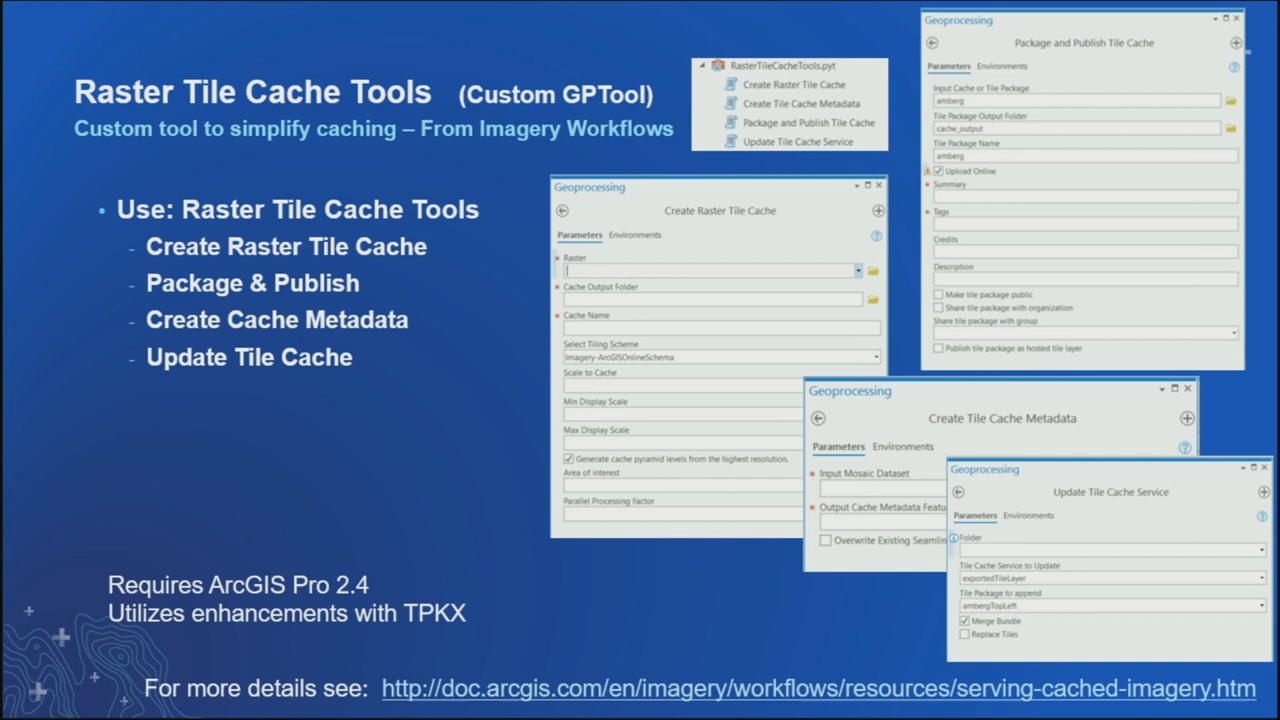 Raster Tile Cache Tools (Custom GPTool)
Custom tool to simplify caching – From Imagery Workflows
• Use: Raster Tile Cache Tools
- Create Raster Tile Cache
- Package & Publish
- Create Cache Metadata
- Update Tile Cache
Requires ArcGIS Pro 2.4
Utilizes enhancements with TPKX
For more details see: http://doc.arcgis.com/en/imagery/workflows/resources/serving-cached-imagery.htm
RasterTileCacheTools.pyt
Create Raster Tile Cache
Create Tile Cache Metadata
Package and Publish Tile Cache
Update Tile Cache Service
Geoprocessing
Create Raster Tile Cache
Parameters Environments
* Raster
* Cache Output Folder
* Cache Name
Select Tiling Scheme
Imagery-ArcGISOnlineSchema
Scale to Cache
Min Display Scale
Max Display Scale
Generate cache pyramid levels from the highest resolution.
Area of interest
Parallel Processing Factor
Geoprocessing
Package and Publish Tile Cache
Parameters Environments
Input Cache or Tile Package
amberg
Tile Package Output Folder
cache_output
Tile Package Name
amberg
Upload Online
* Summary
* Tags
Credits
Description
Make tile package public
Share tile package with organization
Share tile package with group
Publish tile package as hosted tile layer
Geoprocessing
Create Tile Cache Metadata
Parameters Environments
* Input Mosaic Dataset
* Output Cache Metadata Featu
Overwrite Existing Seamlin
Geoprocessing
Update Tile Cache Service
Parameters Environments
Folder
Tile Cache Service to Update
exportedTileLayer
Tile Package to append
ambergTopLeft
Merge Bundle
Replace Tiles